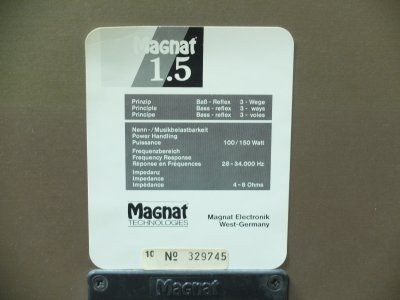 Magnat
1.5
Prinzip Baß - Reflex 3 - Wege
Principle Bass - reflex 3 - ways
Principe Bass - reflex 3 - voies
Nenn-/Musikbelastbarkeit
Power Handling
Puissance 100/150 Watt
Frequenzbereich
Frequency Response
Réponse en Fréquences 28-34.000 Hz
Impedanz
Impedance
Impedance 4-8 Ohms
Magnat
TECHNOLOGIES
Magnat Electronik
West-Germany
10 No 329745
Magnat